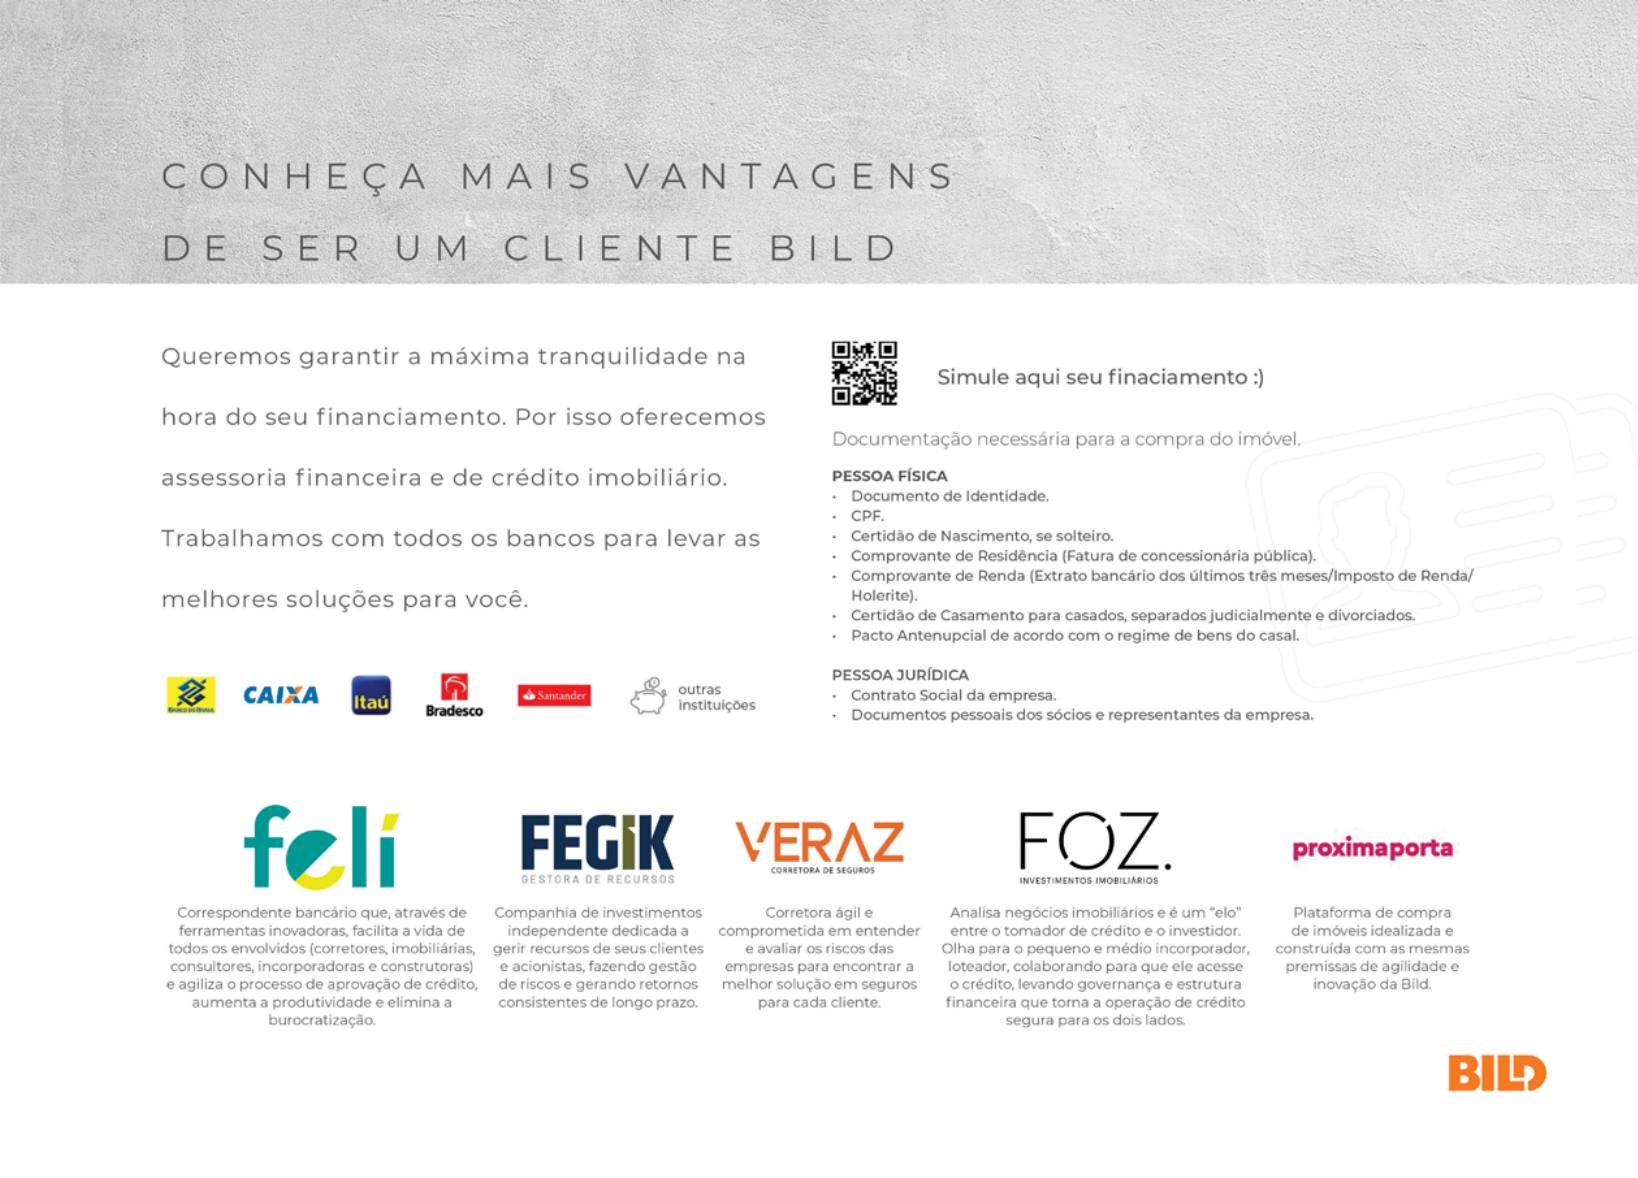 CONHEÇA MAIS VANTAGENS
DE SER UM CLIENTE BILD
Queremos garantir a máxima tranquilidade na
hora do seu financiamento. Por isso oferecemos
assessoria financeira e de crédito imobiliário.
Trabalhamos com todos os bancos para levar as
melhores soluções para você.
BANCO DO BRASIL
CAIXA
Itaú
Bradesco
Santander
outras
instituições
Simule aqui seu finaciamento :)
Documentação necessária para a compra do imóvel.
PESSOA FÍSICA
• Documento de Identidade.
• CPF.
• Certidão de Nascimento, se solteiro.
• Comprovante de Residência (Fatura de concessionária pública).
• Comprovante de Renda (Extrato bancário dos últimos três meses/Imposto de Renda/
Holerite).
• Certidão de Casamento para casados, separados judicialmente e divorciados.
• Pacto Antenupcial de acordo com o regime de bens do casal.
PESSOA JURÍDICA
• Contrato Social da empresa.
• Documentos pessoais dos sócios e representantes da empresa.
felí
Correspondente bancário que, através de
ferramentas inovadoras, facilita a vida de
todos os envolvidos (corretores, imobiliárias,
consultores, incorporadoras e construtoras)
e agiliza o processo de aprovação de crédito,
aumenta a produtividade e elimina a
burocratização.
FEGIK
GESTORA DE RECURSOS
Companhia de investimentos
independente dedicada a
gerir recursos de seus clientes
e acionistas, fazendo gestão
de riscos e gerando retornos
consistentes de longo prazo.
VERAZ
CORRETORA DE SEGUROS
Corretora ágil e
comprometida em entender
e avaliar os riscos das
empresas para encontrar a
melhor solução em seguros
para cada cliente.
FOZ.
INVESTIMENTOS IMOBILIÁRIOS
Analisa negócios imobiliários e é um “elo”
entre o tomador de crédito e o investidor.
Olha para o pequeno e médio incorporador,
loteador, colaborando para que ele acesse
o crédito, levando governança e estrutura
financeira que torna a operação de crédito
segura para os dois lados.
proximaporta
Plataforma de compra
de imóveis idealizada e
construída com as mesmas
premissas de agilidade e
inovação da Bild.
BILD